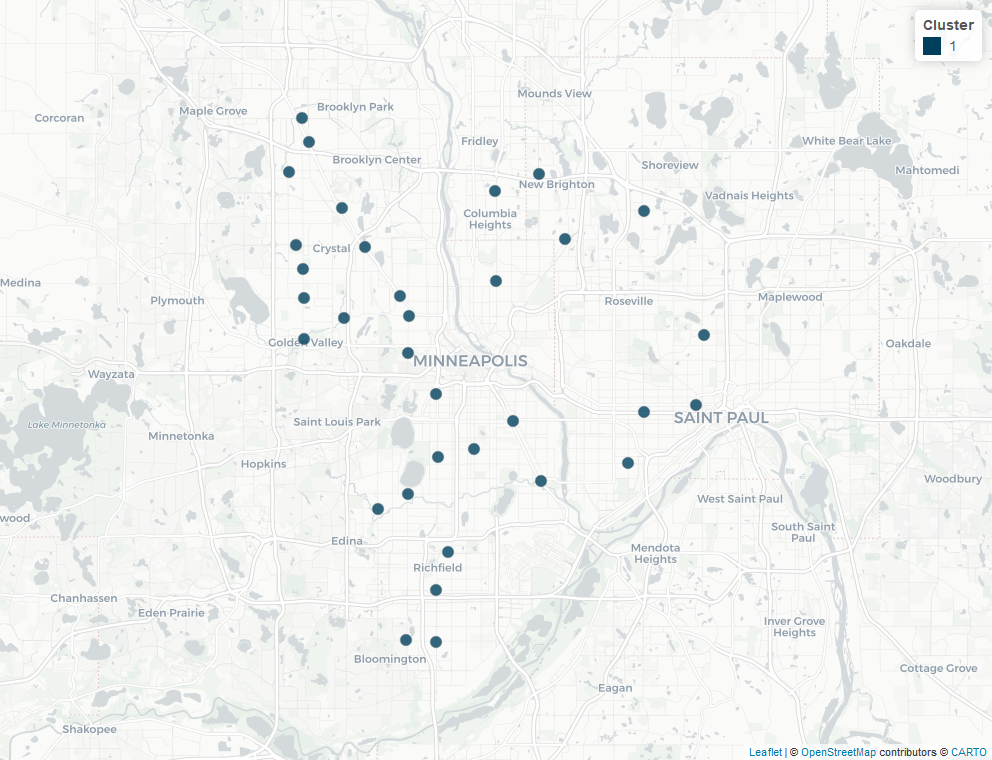 Cluster
1
Mounds View
Brooklyn Park
Maple Grove
Corcoran
Fridley
White Bear Lake
Brooklyn Center
Shoreview
Mahtomedi
New Brighton
Vadnais Heights
Columbia
Heights
Crystal
Medina
Plymouth
Roseville
Maplewood
Golden Valley
Oakdale
MINNEAPOLIS
Wayzata
SAINT PAUL
Lake Minnetonka
Saint Louis Park
Minnetonka
Hopkins
Woodbury
West Saint Paul
wood
South Saint
Paul
Edina
Mendota
Heights
Richfield
Chanhassen
Eden Prairie
Inver Grove
Heights
Bloomington
Cottage Grove
Eagan
Shakopee
Leaflet | © OpenStreetMap contributors © CARTO